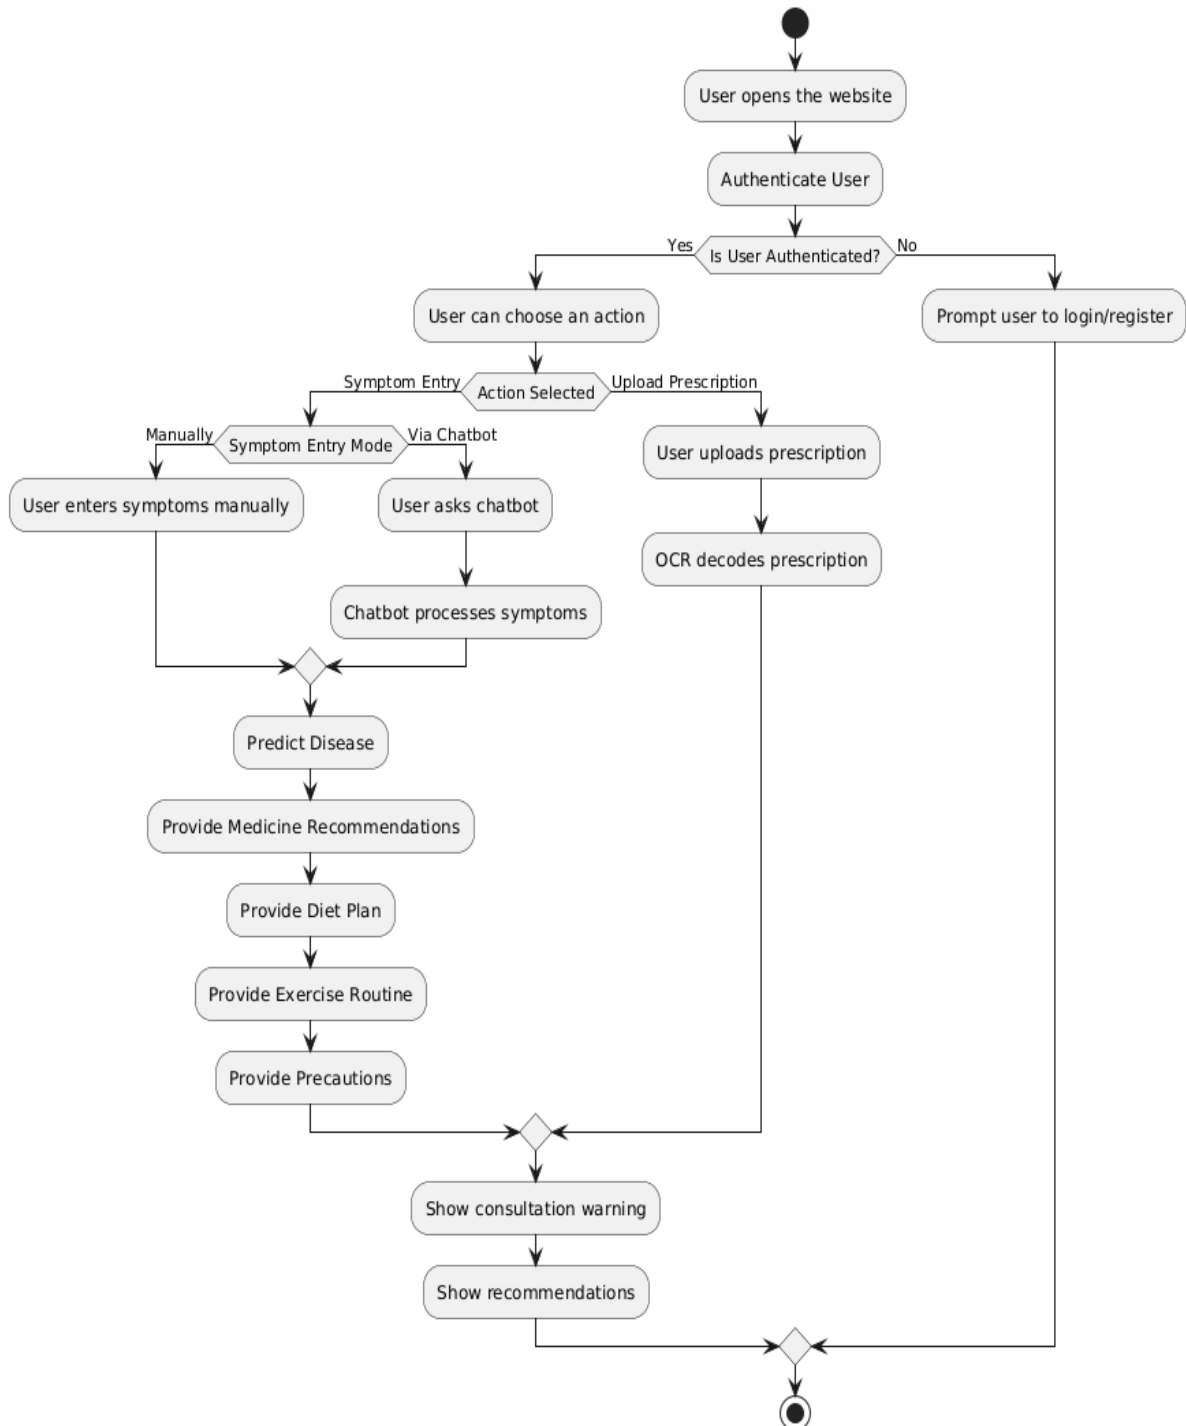 User opens the website
Authenticate User
Yes
Is User Authenticated?
No
User can choose an action
Prompt user to login/register
Symptom Entry
Action Selected
Upload Prescription
Manually
Symptom Entry Mode
Via Chatbot
User uploads prescription
User enters symptoms manually
User asks chatbot
OCR decodes prescription
Chatbot processes symptoms
Predict Disease
Provide Medicine Recommendations
Provide Diet Plan
Provide Exercise Routine
Provide Precautions
Show consultation warning
Show recommendations